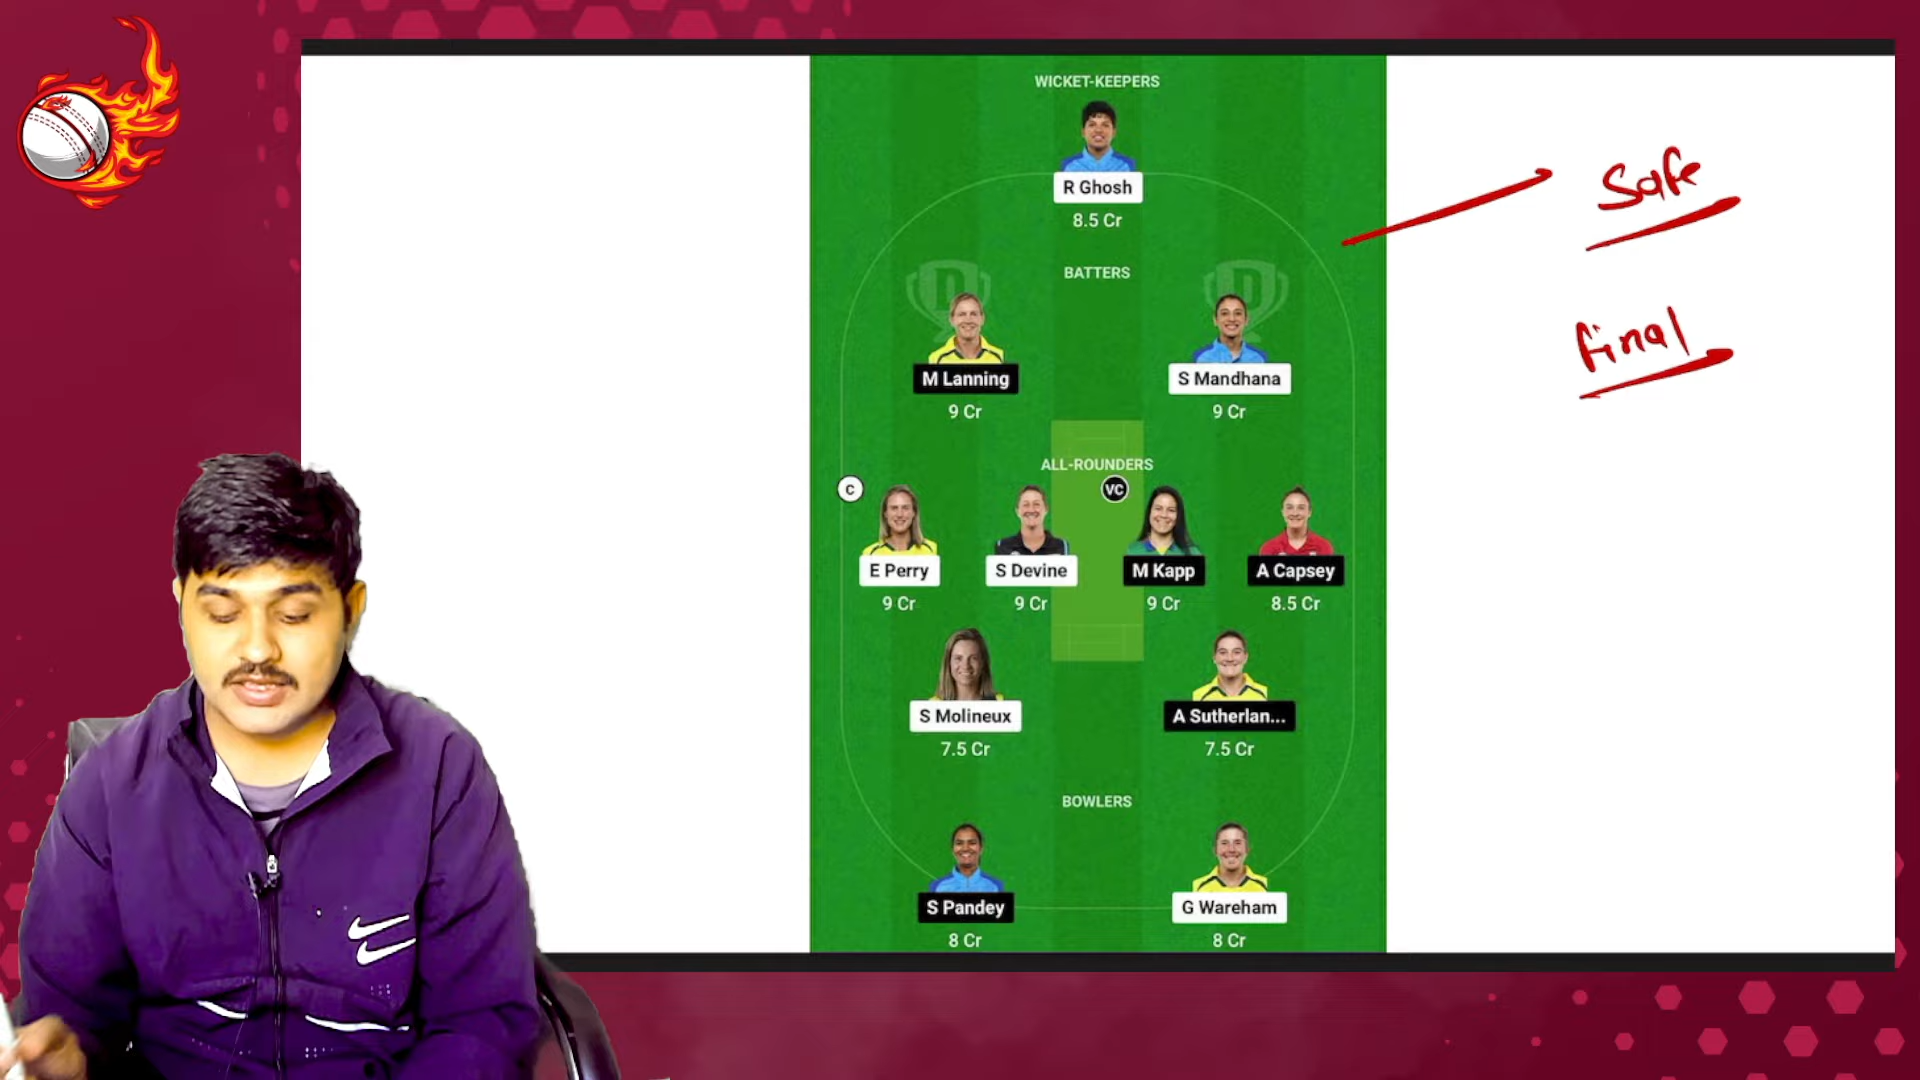 WICKET-KEEPERS
R Ghosh
8.5 Cr
Safe
BATTERS
final
M Lanning
S Mandhana
9 Cr
9 Cr
ALL-ROUNDERS
C
VC
E Perry
S Devine
M Kapp
A Capsey
9 Cr
9 Cr
9 Cr
8.5 Cr
S Molineux
A Sutherlan...
7.5 Cr
7.5 Cr
BOWLERS
S Pandey
G Wareham
8 Cr
8 Cr